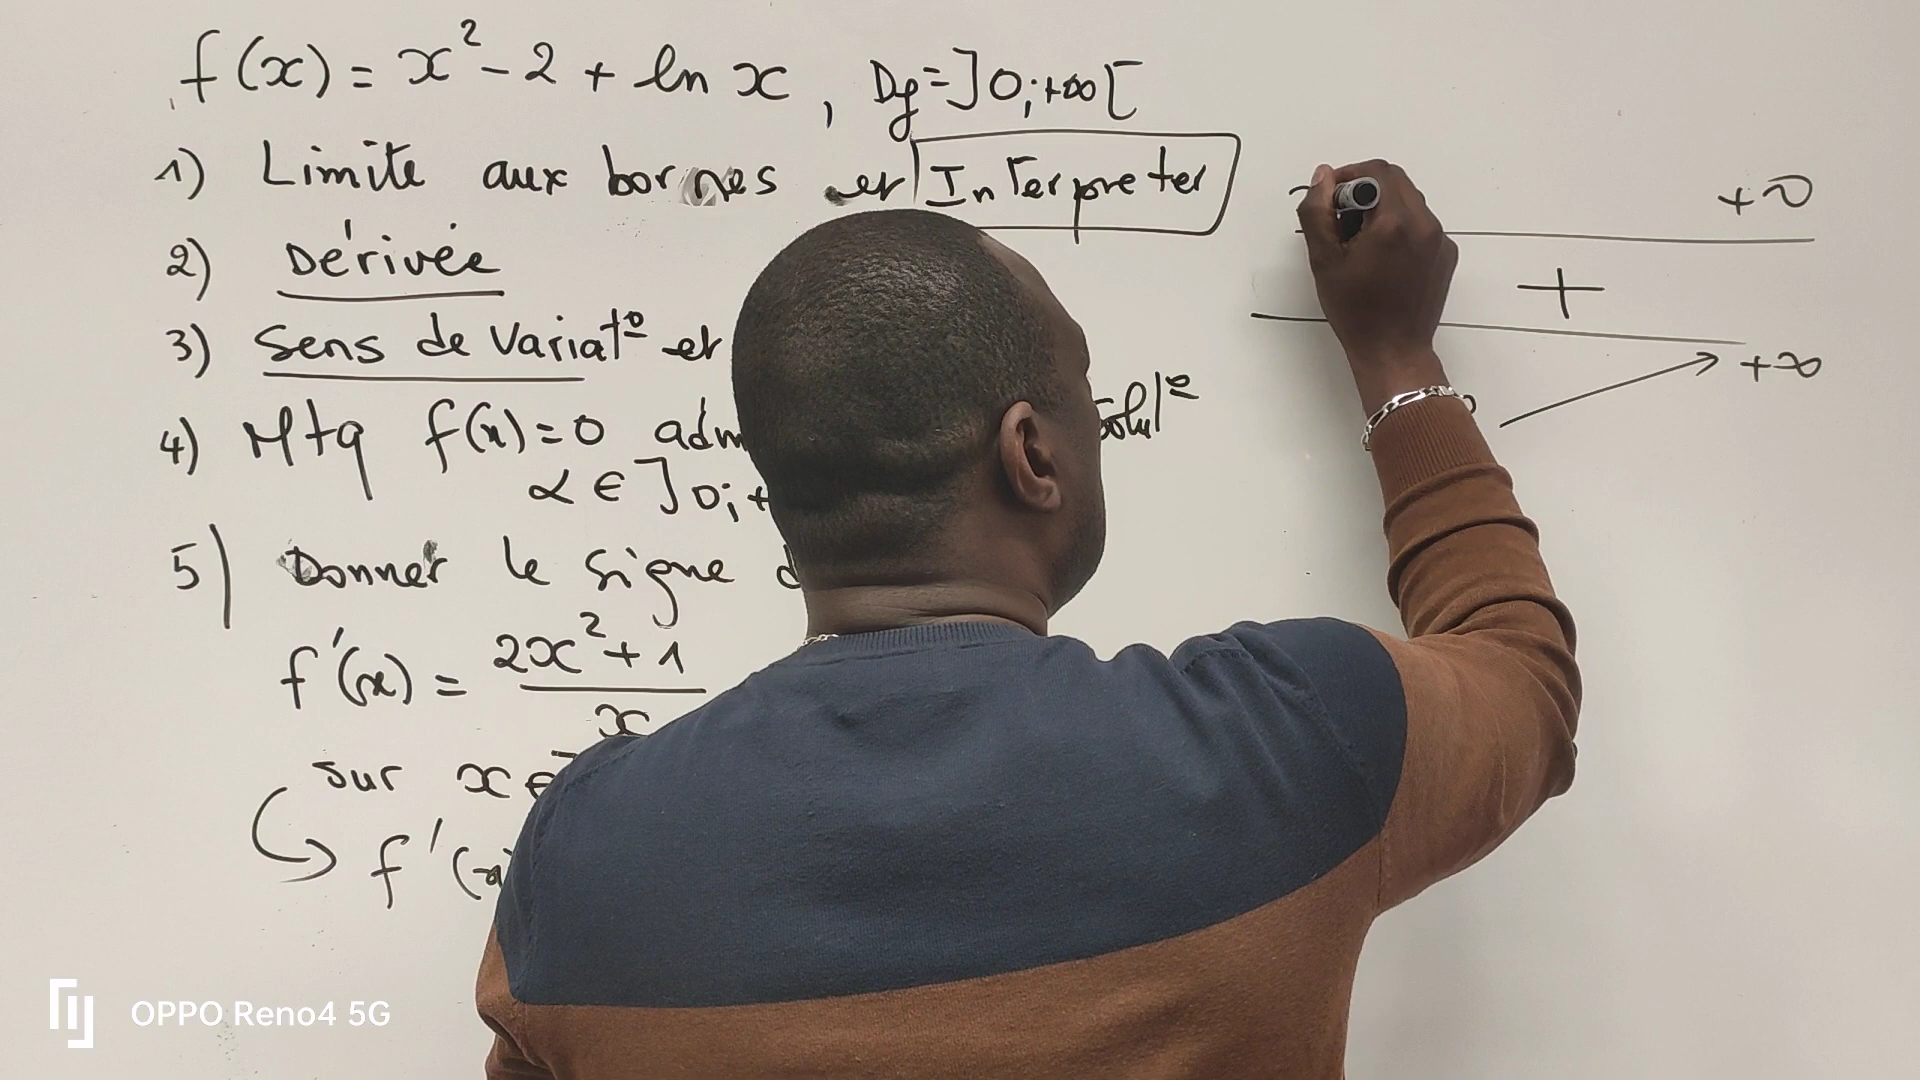 f(x) = x² - 2 + ln x , Df = ]0; +∞[
1) Limite aux bornes et Interpreter
2) Dérivée
3) Sens de Variat° et
4) Mtq f(x) = 0 adm solut°
α ∈ ]0; +
5) Donner le signe d
f'(x) = 2x² + 1 / x
sur x ∈
f'(x
+∞
+
+∞
OPPO Reno4 5G